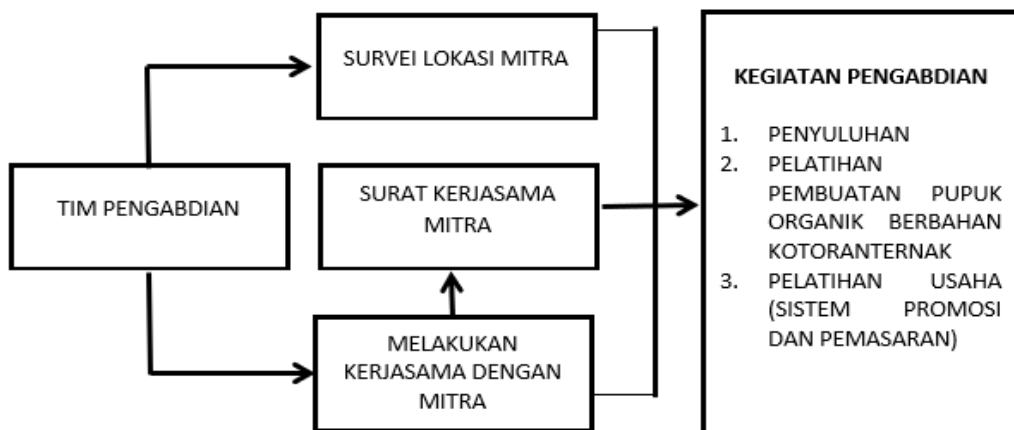 SURVEI LOKASI MITRA
TIM PENGABDIAN
SURAT KERJASAMA
MITRA
MELAKUKAN
KERJASAMA DENGAN
MITRA
KEGIATAN PENGABDIAN
1. PENYULUHAN
2. PELATIHAN
PEMBUATAN PUPUK
ORGANIK BERBAHAN
KOTORANTERNAK
3. PELATIHAN USAHA
(SISTEM PROMOSI
DAN PEMASARAN)